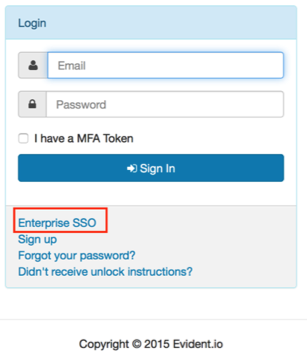 Login
Email
Password
I have a MFA Token
Sign In
Enterprise SSO
Sign up
Forgot your password?
Didn't receive unlock instructions?
Copyright © 2015 Evident.io